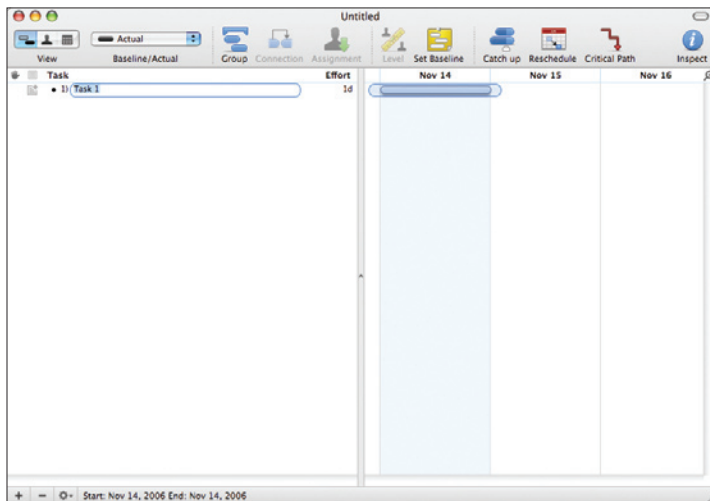 Untitled
Actual
View Baseline/Actual Group Connection Assignment Level Set Baseline Catch up Reschedule Critical Path Inspect
Task Effort Nov 14 Nov 15 Nov 16
1) Task 1 1d
Start: Nov 14, 2006 End: Nov 14, 2006